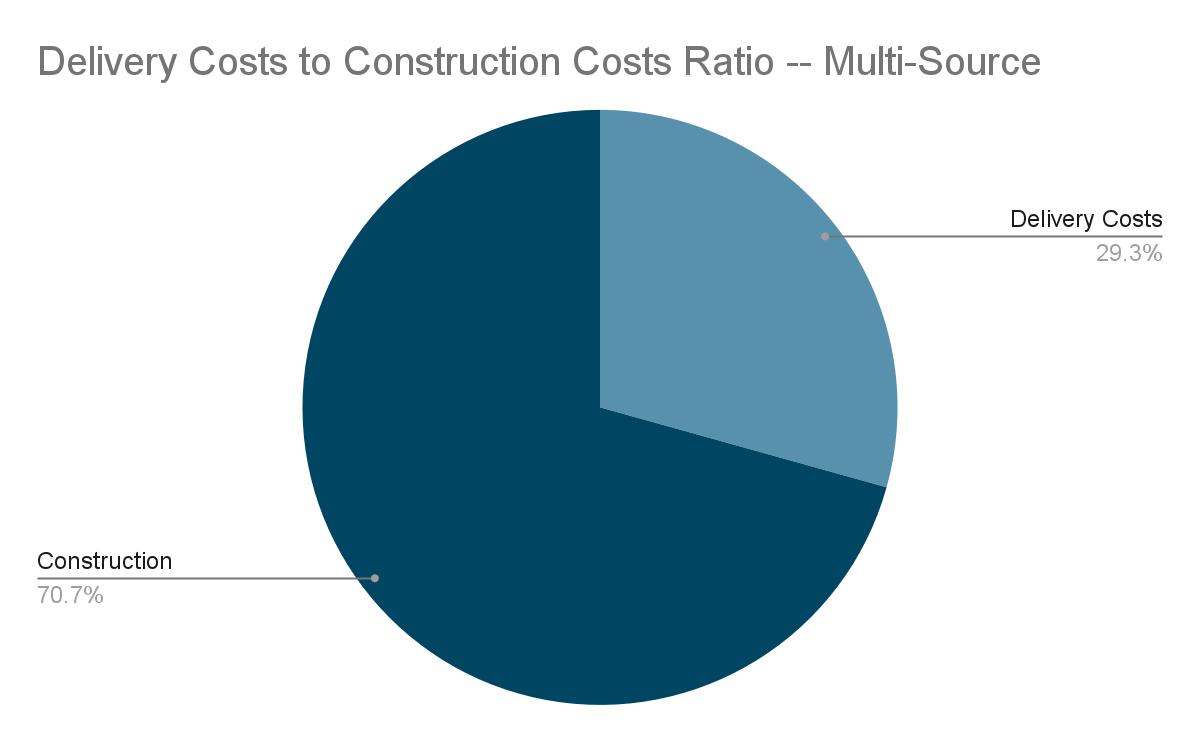 Delivery Costs to Construction Costs Ratio -- Multi-Source
Delivery Costs
29.3%
Construction
70.7%